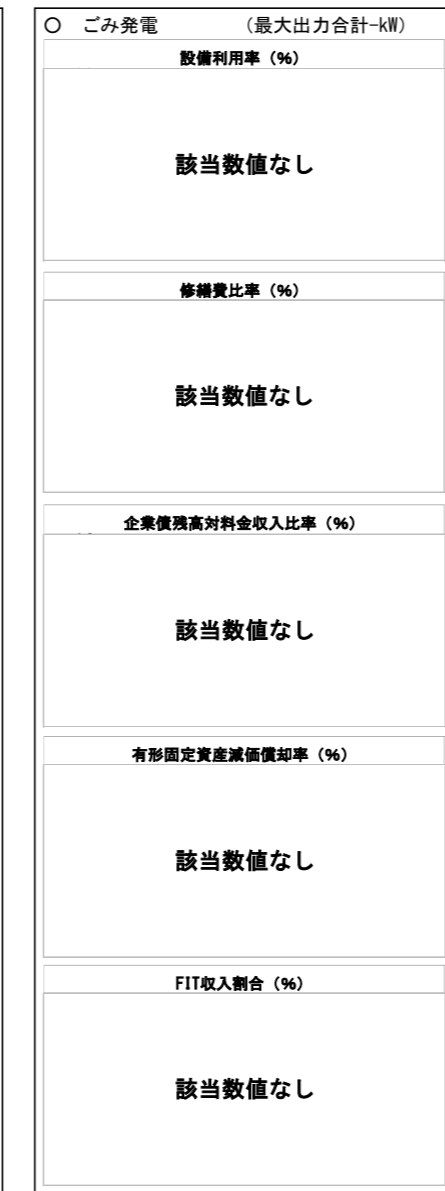 ○ ごみ発電 （最大出力合計-kW）
設備利用率（%）
該当数値なし
修繕費比率（%）
該当数値なし
企業債残高対料金収入比率（%）
該当数値なし
有形固定資産減価償却率（%）
該当数値なし
FIT収入割合（%）
該当数値なし